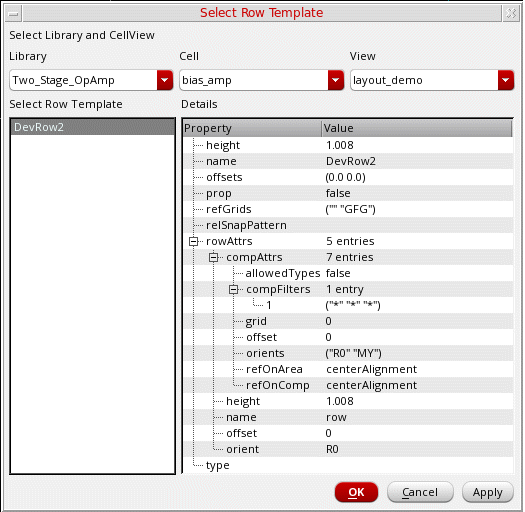 Select Row Template
Select Library and CellView
Library Cell View
Two_Stage_OpAmp bias_amp layout_demo
Select Row Template Details
DevRow2
Property Value
height 1.008
name DevRow2
offsets (0.0 0.0)
prop false
refGrids ("" "GFG")
relSnapPattern
rowAttrs 5 entries
compAttrs 7 entries
allowedTypes false
compFilters 1 entry
1 ("*" "*" "*")
grid 0
offset 0
orients ("R0" "MY")
refOnArea centerAlignment
refOnComp centerAlignment
height 1.008
name row
offset 0
orient R0
type
OK Cancel Apply